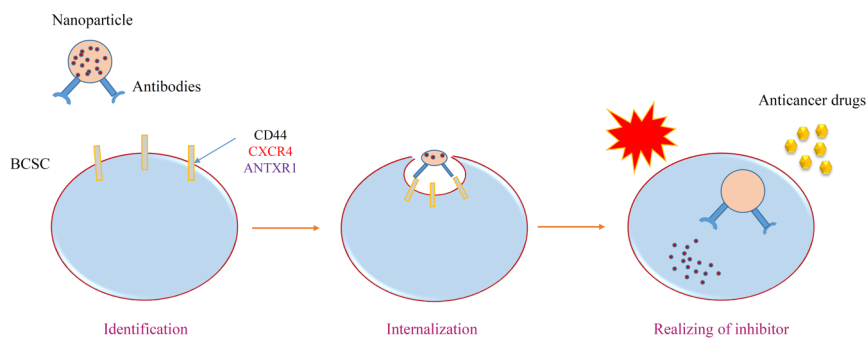 Nanoparticle
Antibodies
BCSC
CD44
CXCR4
ANTXR1
Anticancer drugs
Identification
Internalization
Realizing of inhibitor